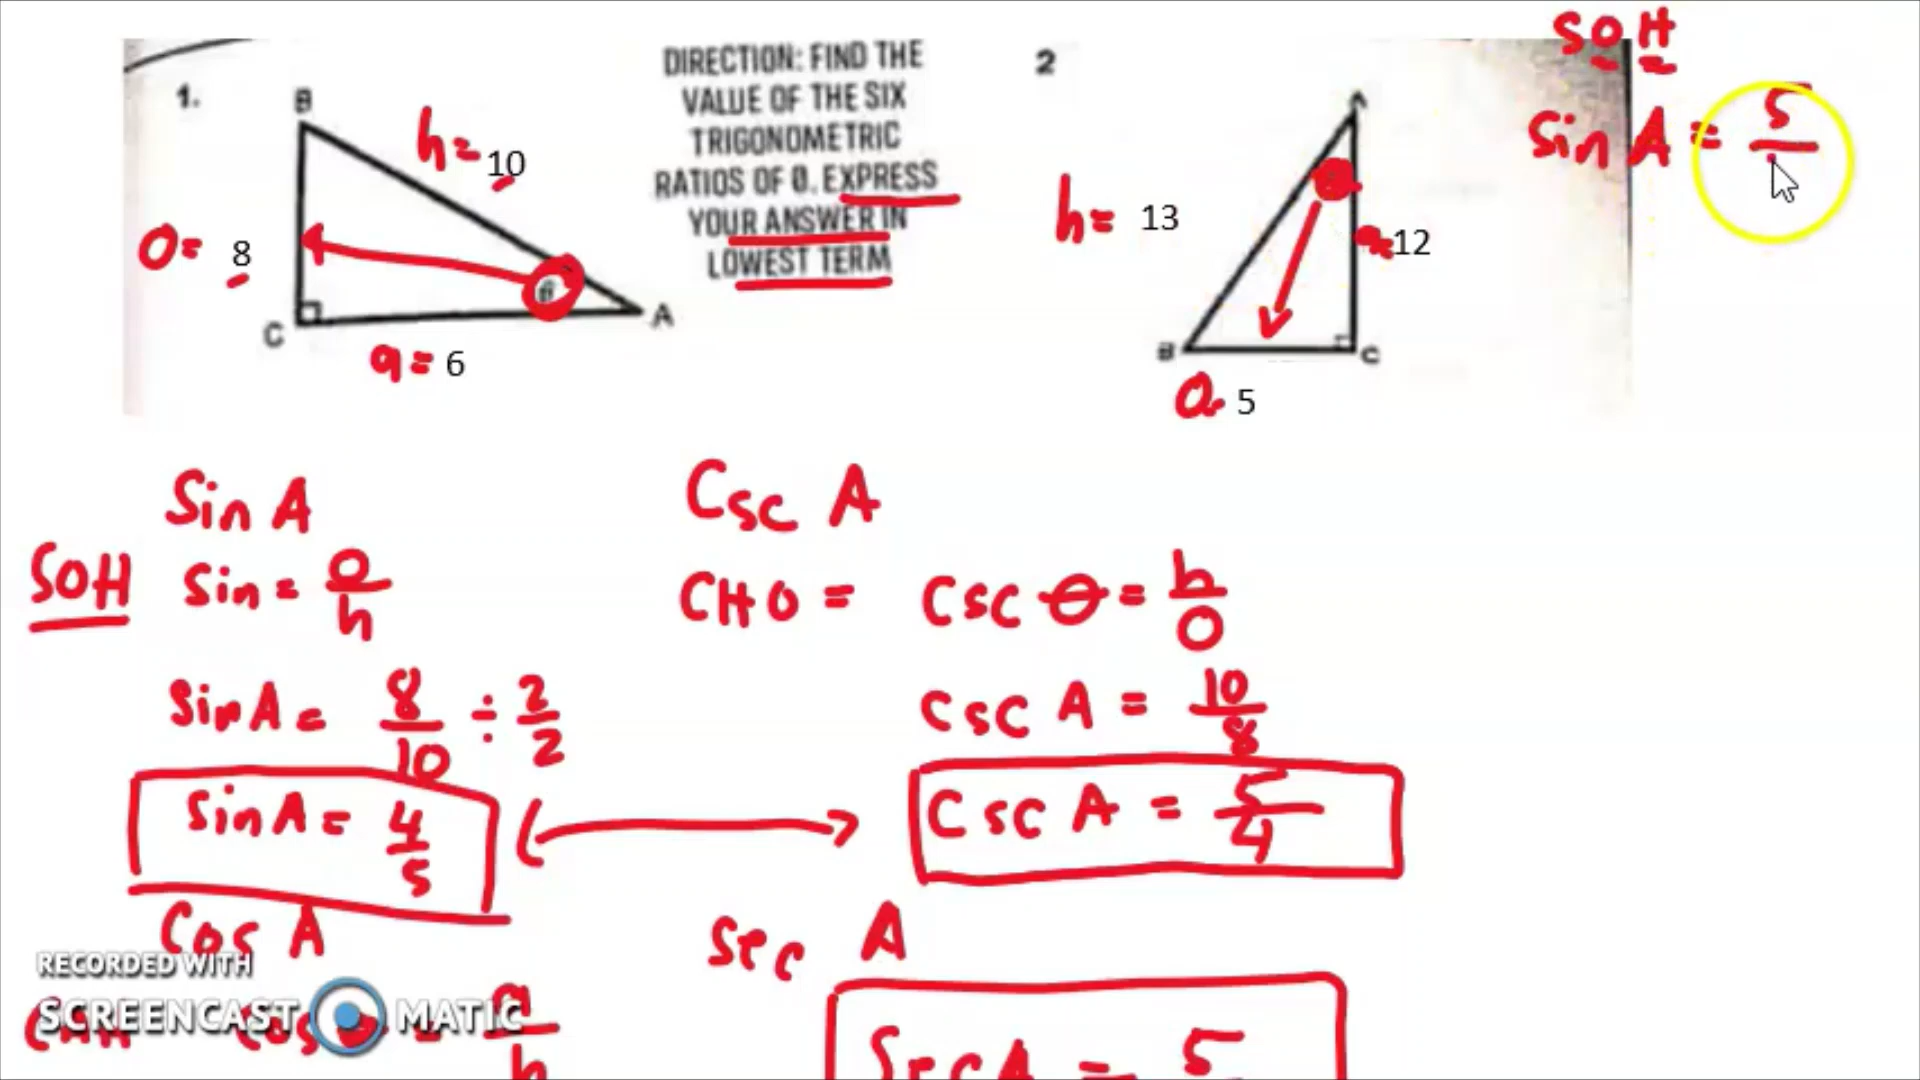 1.
B
h= 10
O= 8
θ
C
A
a= 6
DIRECTION: FIND THE
VALUE OF THE SIX
TRIGONOMETRIC
RATIOS OF θ. EXPRESS
YOUR ANSWER IN
LOWEST TERM
2
A
h= 13
a=12
B
C
O 5
SOH
Sin A = 5
Sin A
SOH Sin = O/h
Sin A = 8/10 ÷ 2/2
Sin A = 4/5
Cos A
Csc A
CHO = Csc θ = h/O
Csc A = 10/8
Csc A = 5/4
Sec A
Sec A = 5
RECORDED WITH
SCREENCAST MATIC
Cos = a/h